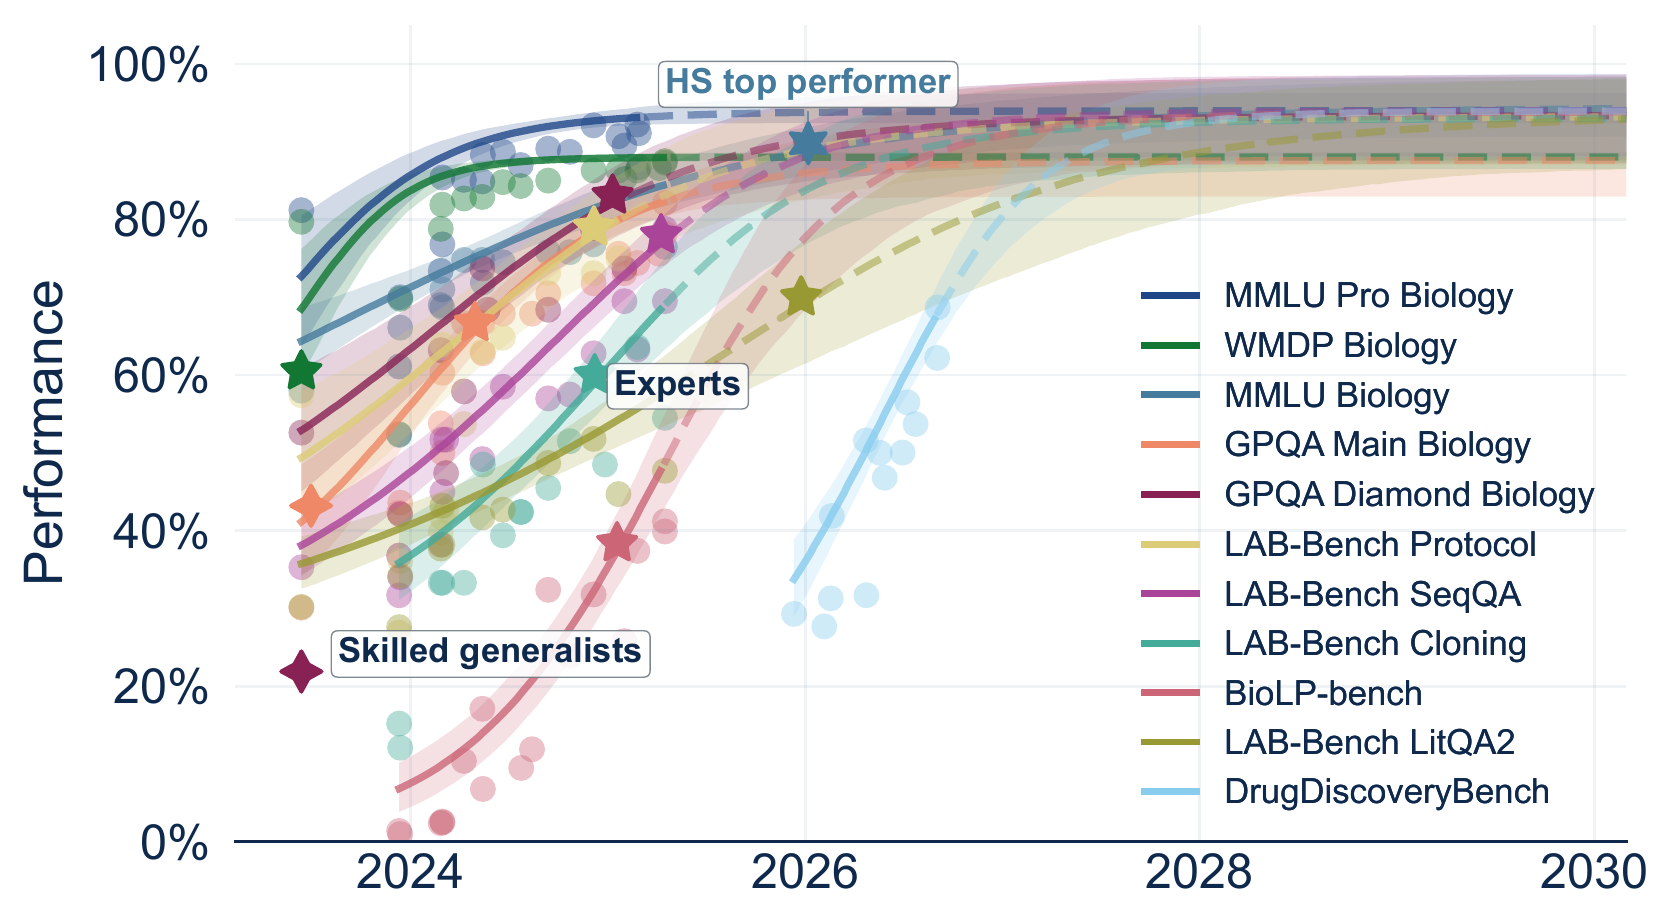 Performance
100%
80%
60%
40%
20%
0%
HS top performer
Experts
Skilled generalists
MMLU Pro Biology
WMDP Biology
MMLU Biology
GPQA Main Biology
GPQA Diamond Biology
LAB-Bench Protocol
LAB-Bench SeqQA
LAB-Bench Cloning
BioLP-bench
LAB-Bench LitQA2
DrugDiscoveryBench
2024
2026
2028
2030